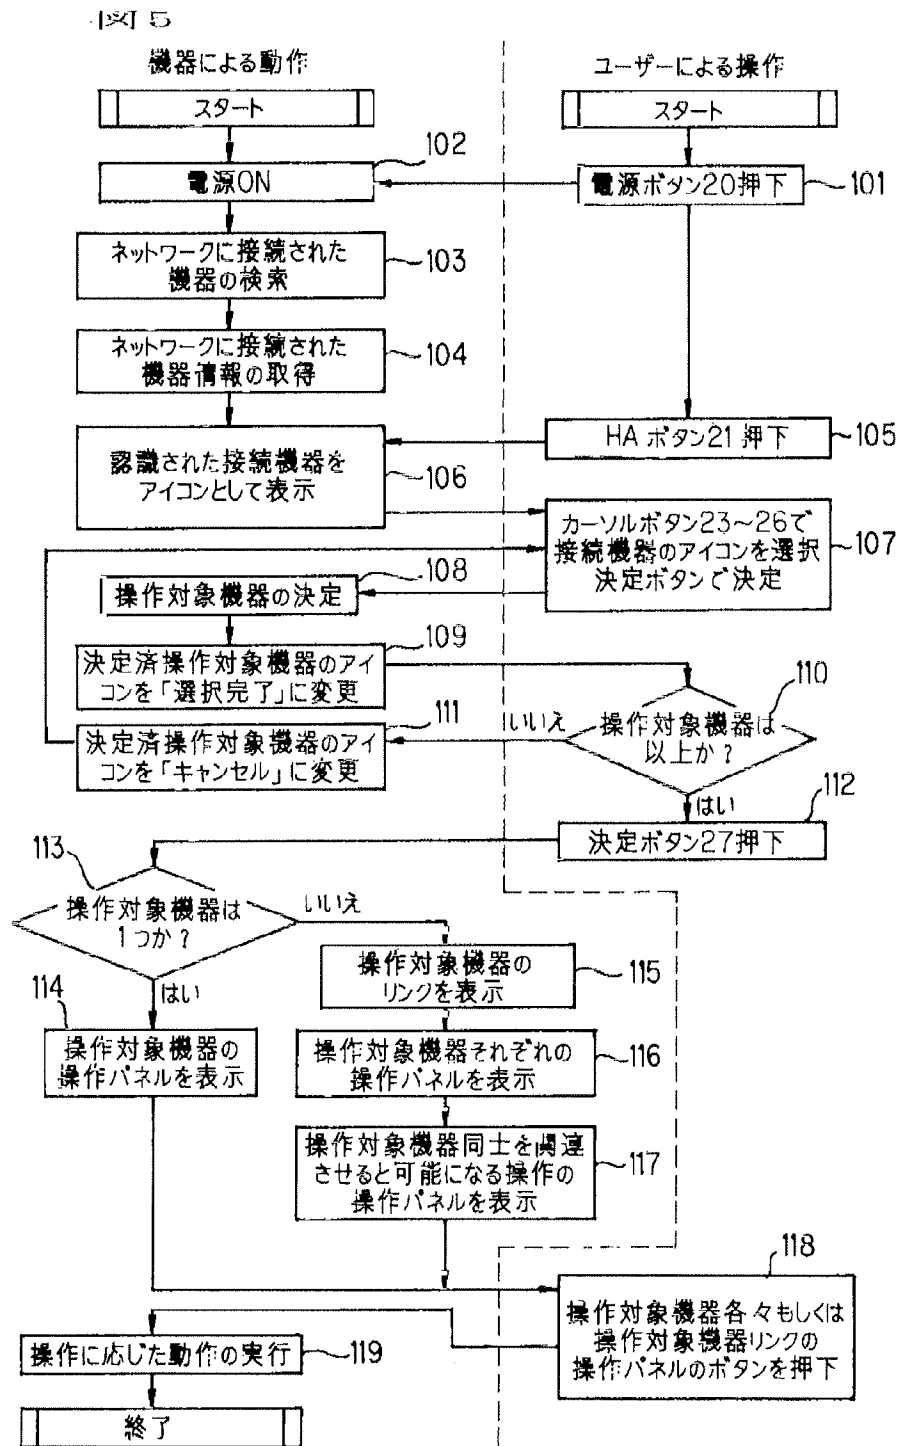 図5
機器による動作
ユーザーによる操作
スタート
スタート
102
電源ON
電源ボタン20押下
101
ネットワークに接続された
機器の検索
103
ネットワークに接続された
機器情報の取得
104
HAボタン21押下
105
認識された接続機器を
アイコンとして表示
106
カーソルボタン23〜26で
接続機器のアイコンを選択
決定ボタンで決定
107
108
操作対象機器の決定
109
決定済操作対象機器のアイ
コンを「選択完了」に変更
110
操作対象機器は
以上か?
いいえ
はい
111
決定済操作対象機器のアイ
コンを「キャンセル」に変更
112
決定ボタン27押下
113
操作対象機器は
1つか?
いいえ
はい
114
操作対象機器の
操作パネルを表示
操作対象機器の
リンクを表示
115
操作対象機器それぞれの
操作パネルを表示
116
操作対象機器同士を関連
させると可能になる操作の
操作パネルを表示
117
118
操作対象機器各々もしくは
操作対象機器リンクの
操作パネルのボタンを押下
操作に応じた動作の実行
119
終了